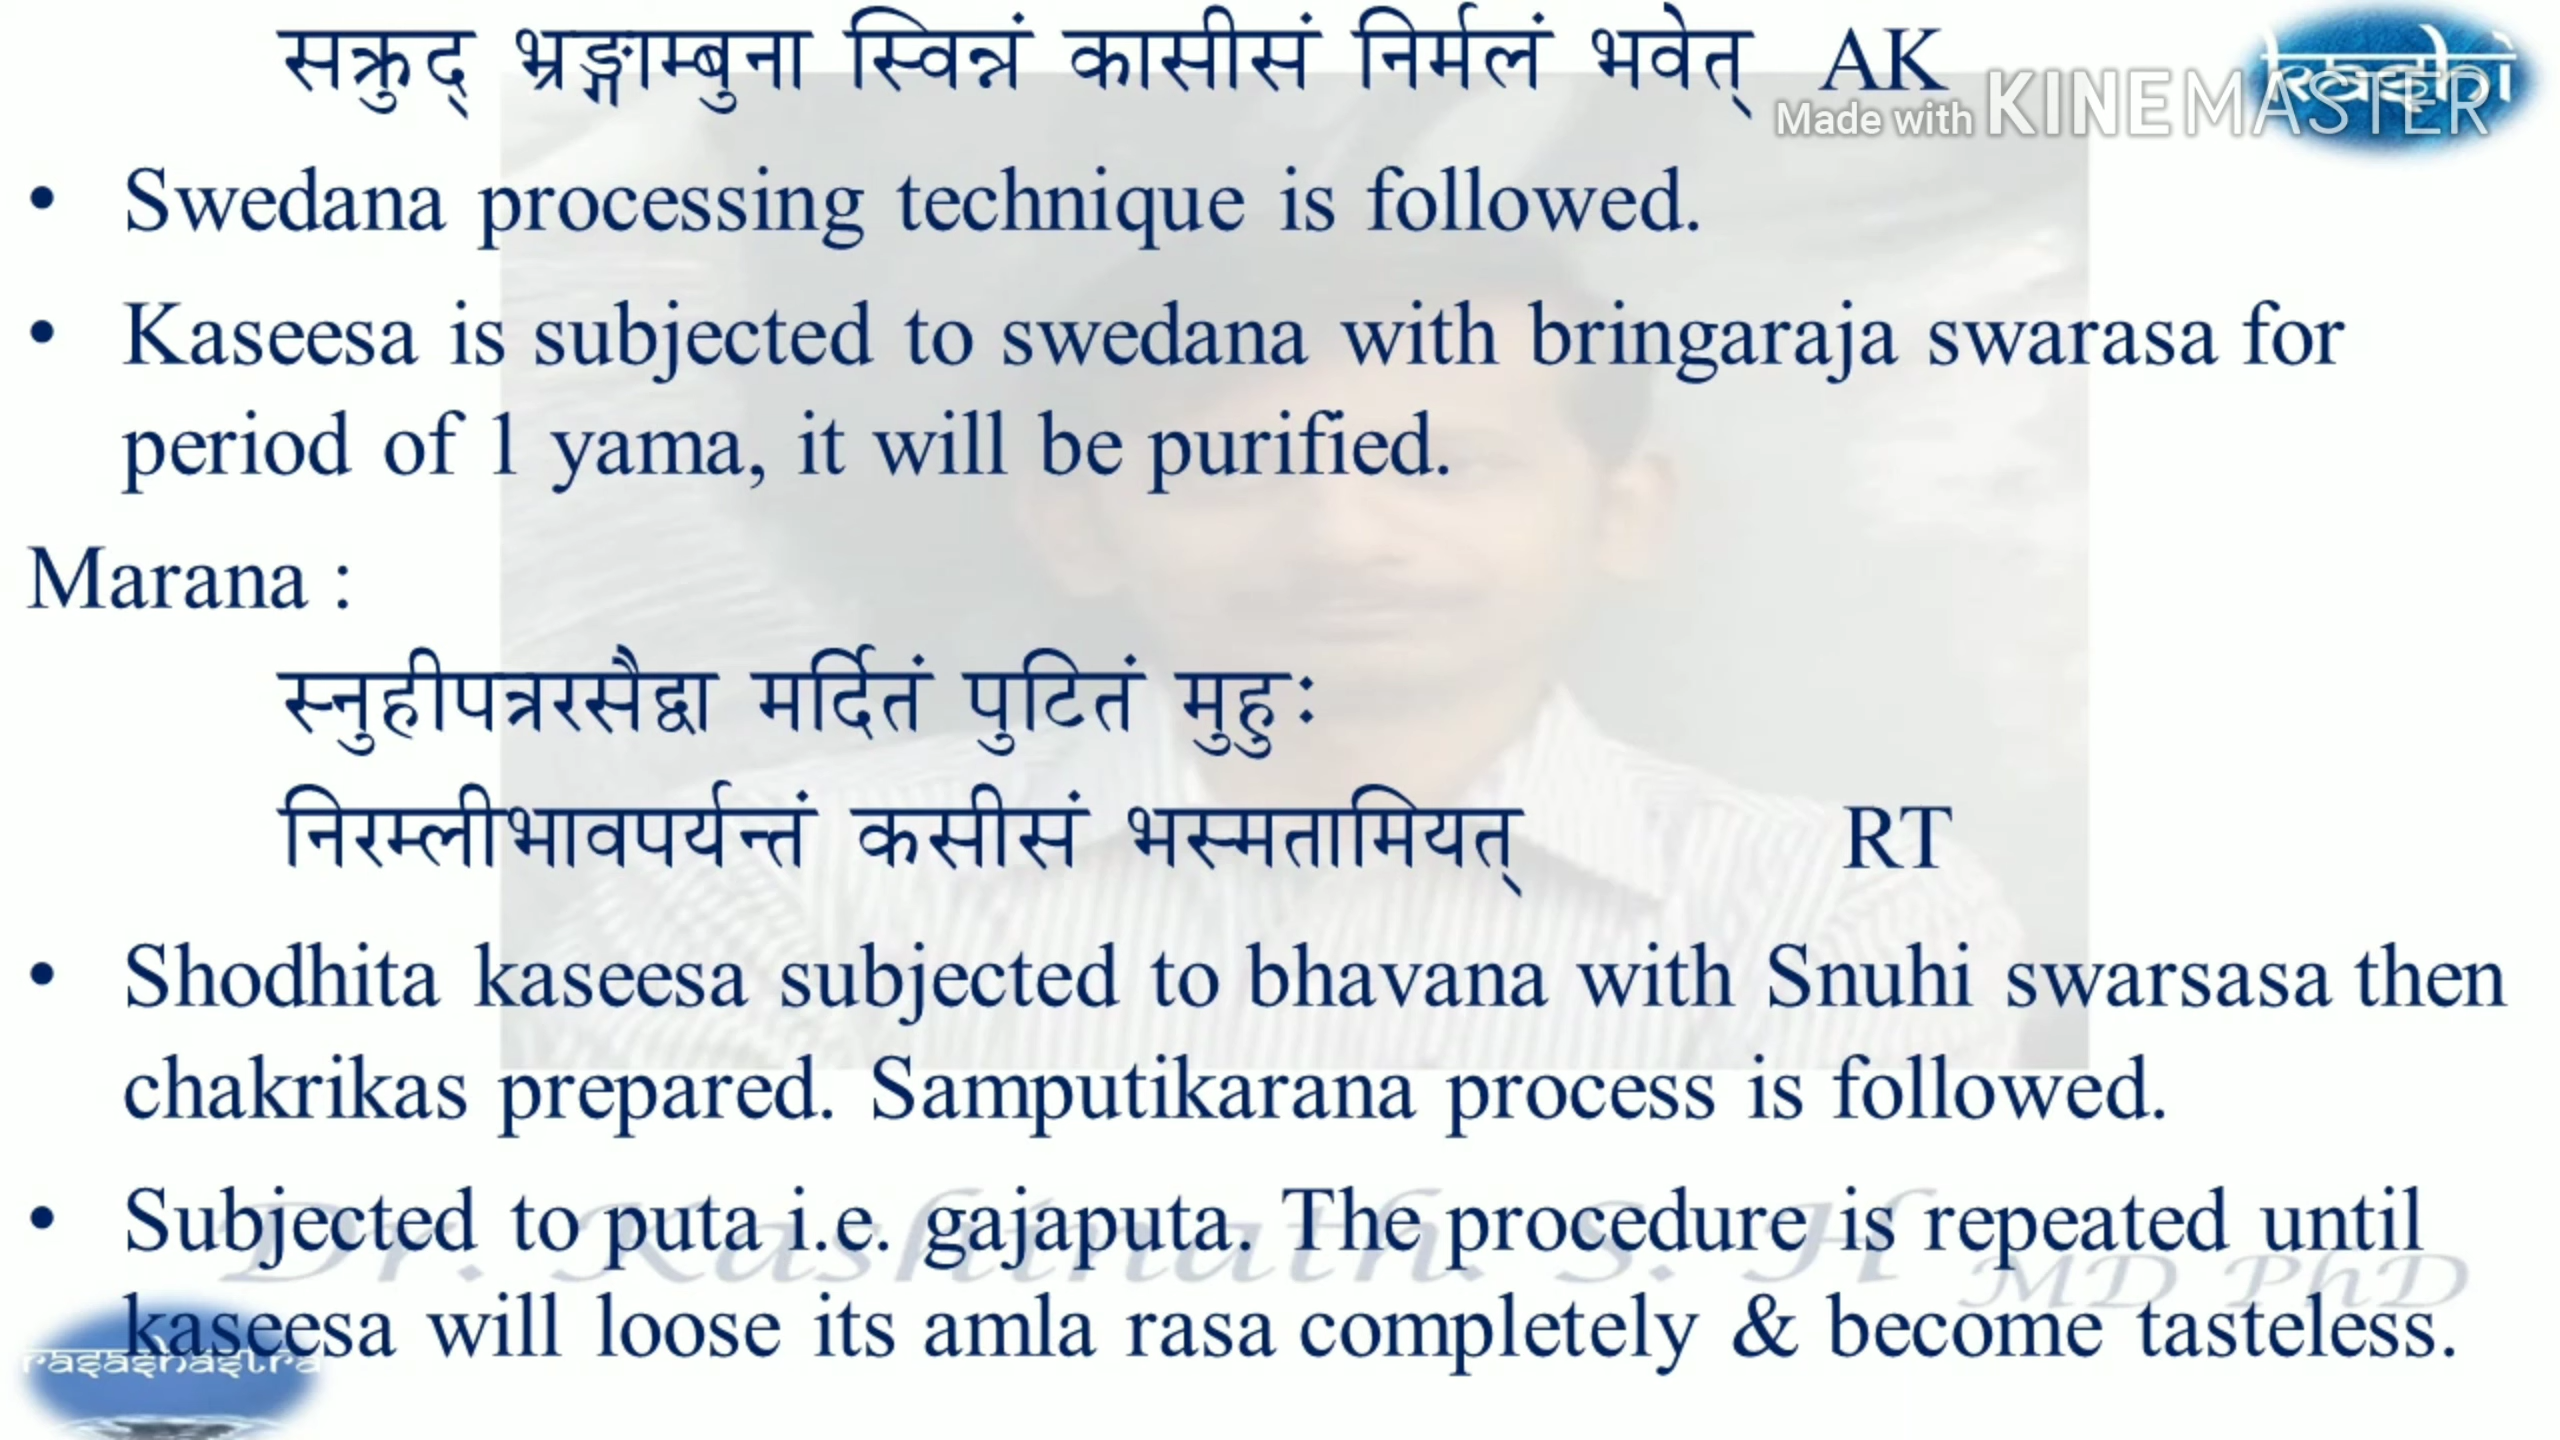 सक्रुद् भ्रङ्गाम्बुना स्विन्नं कासीसं निर्मलं भवेत् AK
Made with KINEMASTER
• Swedana processing technique is followed.
• Kaseesa is subjected to swedana with bringaraja swarasa for
period of 1 yama, it will be purified.
Marana :
स्नुहीपत्ररसैद्वा मर्दितं पुटितं मुहुः
निरम्लीभावपर्यन्तं कसीसं भस्मतामियत् RT
• Shodhita kaseesa subjected to bhavana with Snuhi swarsasa then
chakrikas prepared. Samputikarana process is followed.
• Subjected to puta i.e. gajaputa. The procedure is repeated until
Dr. Kashinath. S. H MD PhD
kaseesa will loose its amla rasa completely & become tasteless.
rasashastra